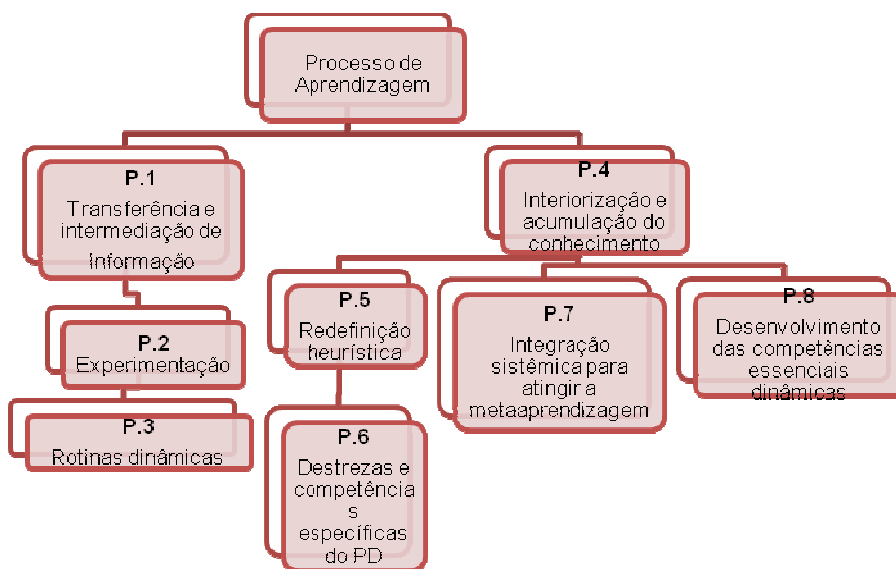 Processo de
Aprendizagem
P.1
Transferência e
intermediação de
Informação
P.2
Experimentação
P.3
Rotinas dinâmicas
P.4
Interiorização e
acumulação do
conhecimento
P.5
Redefinição
heurística
P.6
Destrezas e
competência
s
específicas
do PD
P.7
Integração
sistêmica para
atingir a
metaaprendizagem
P.8
Desenvolvimento
das competências
essenciais
dinâmicas